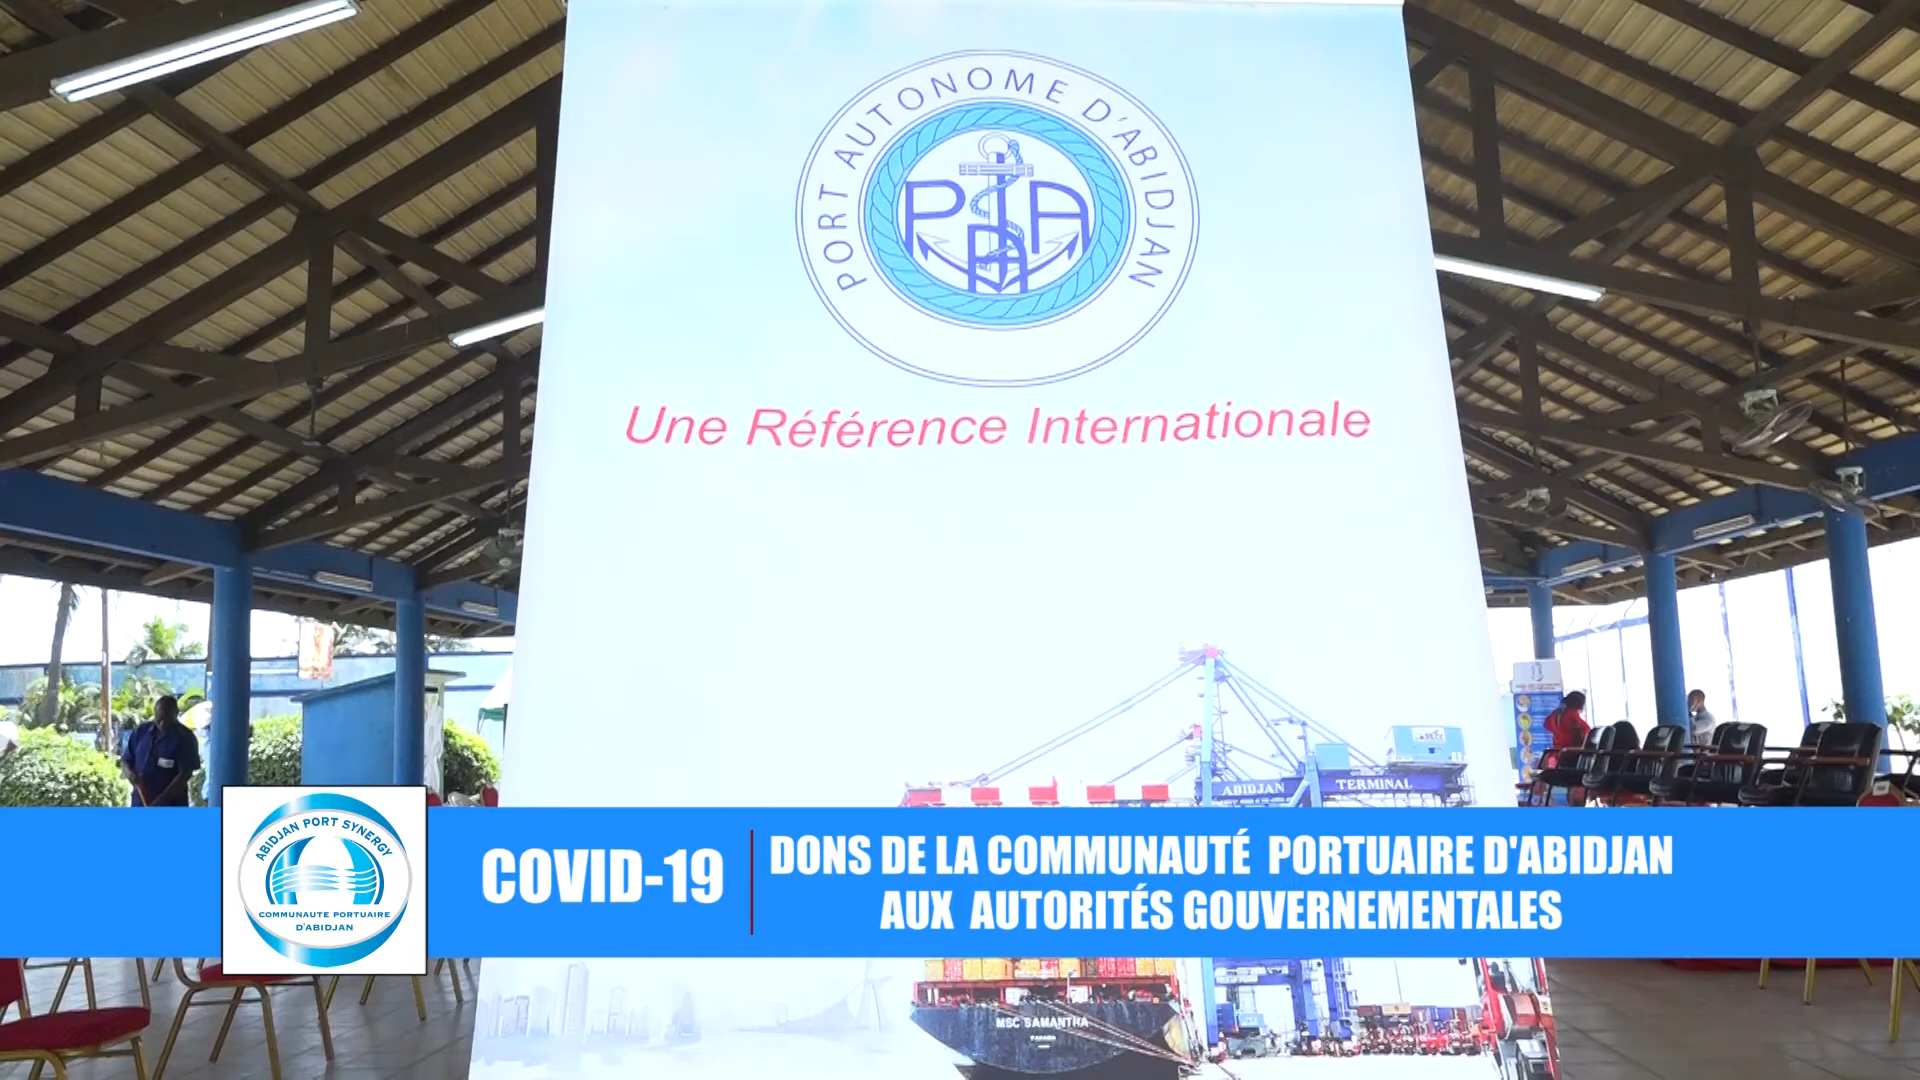 PORT AUTONOME D'ABIDJAN
PAA
Une Référence Internationale
ABIDJAN TERMINAL
ABIDJAN PORT SYNERGY
COMMUNAUTE PORTUAIRE
D'ABIDJAN
COVID-19
DONS DE LA COMMUNAUTÉ PORTUAIRE D'ABIDJAN
AUX AUTORITÉS GOUVERNEMENTALES
MSC SAMANTHA